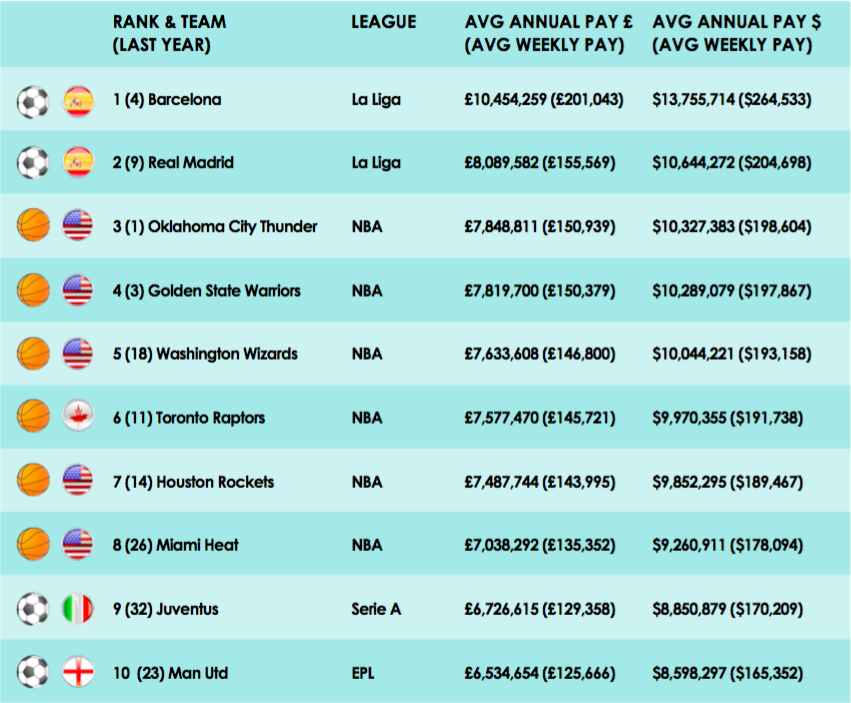 RANK & TEAM (LAST YEAR) LEAGUE AVG ANNUAL PAY £ (AVG WEEKLY PAY) AVG ANNUAL PAY $ (AVG WEEKLY PAY)
1 (4) Barcelona La Liga £10,454,259 (£201,043) $13,755,714 ($264,533)
2 (9) Real Madrid La Liga £8,089,582 (£155,569) $10,644,272 ($204,698)
3 (1) Oklahoma City Thunder NBA £7,848,811 (£150,939) $10,327,383 ($198,604)
4 (3) Golden State Warriors NBA £7,819,700 (£150,379) $10,289,079 ($197,867)
5 (18) Washington Wizards NBA £7,633,608 (£146,800) $10,044,221 ($193,158)
6 (11) Toronto Raptors NBA £7,577,470 (£145,721) $9,970,355 ($191,738)
7 (14) Houston Rockets NBA £7,487,744 (£143,995) $9,852,295 ($189,467)
8 (26) Miami Heat NBA £7,038,292 (£135,352) $9,260,911 ($178,094)
9 (32) Juventus Serie A £6,726,615 (£129,358) $8,850,879 ($170,209)
10 (23) Man Utd EPL £6,534,654 (£125,666) $8,598,297 ($165,352)